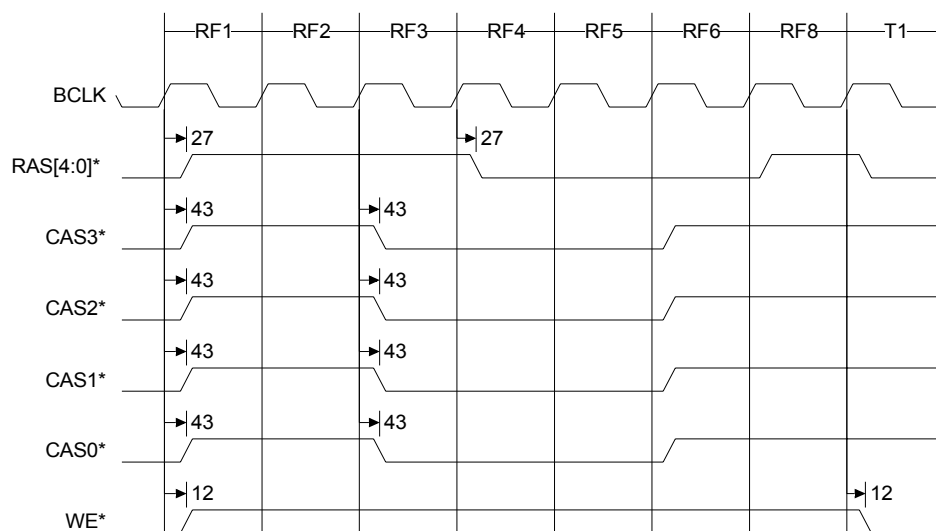 RF1 RF2 RF3 RF4 RF5 RF6 RF8 T1
BCLK
27 27
RAS[4:0]*
43 43
CAS3*
43 43
CAS2*
43 43
CAS1*
43 43
CAS0*
12 12
WE*